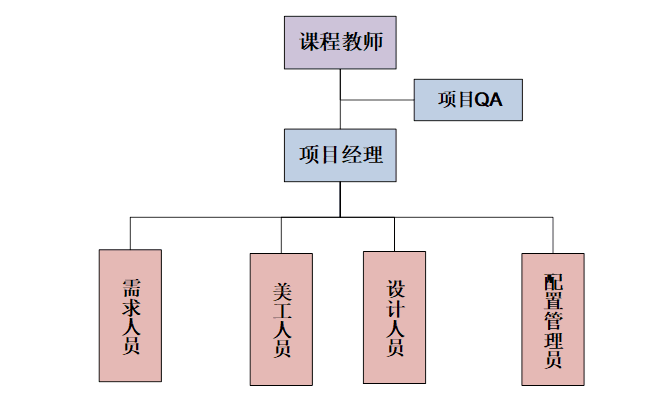 课程教师
项目QA
项目经理
需求人员
美工人员
设计人员
配置管理员